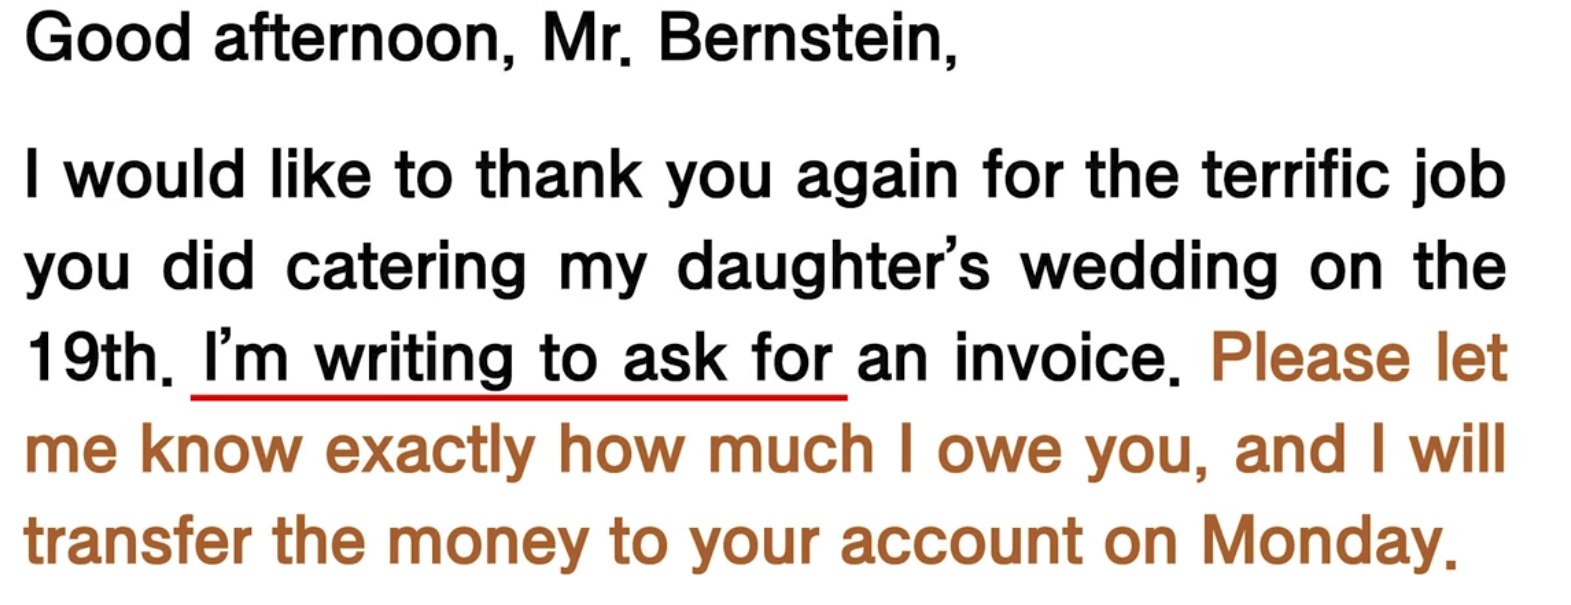 Good afternoon, Mr. Bernstein,
I would like to thank you again for the terrific job
you did catering my daughter’s wedding on the
19th. I’m writing to ask for an invoice. Please let
me know exactly how much I owe you, and I will
transfer the money to your account on Monday.